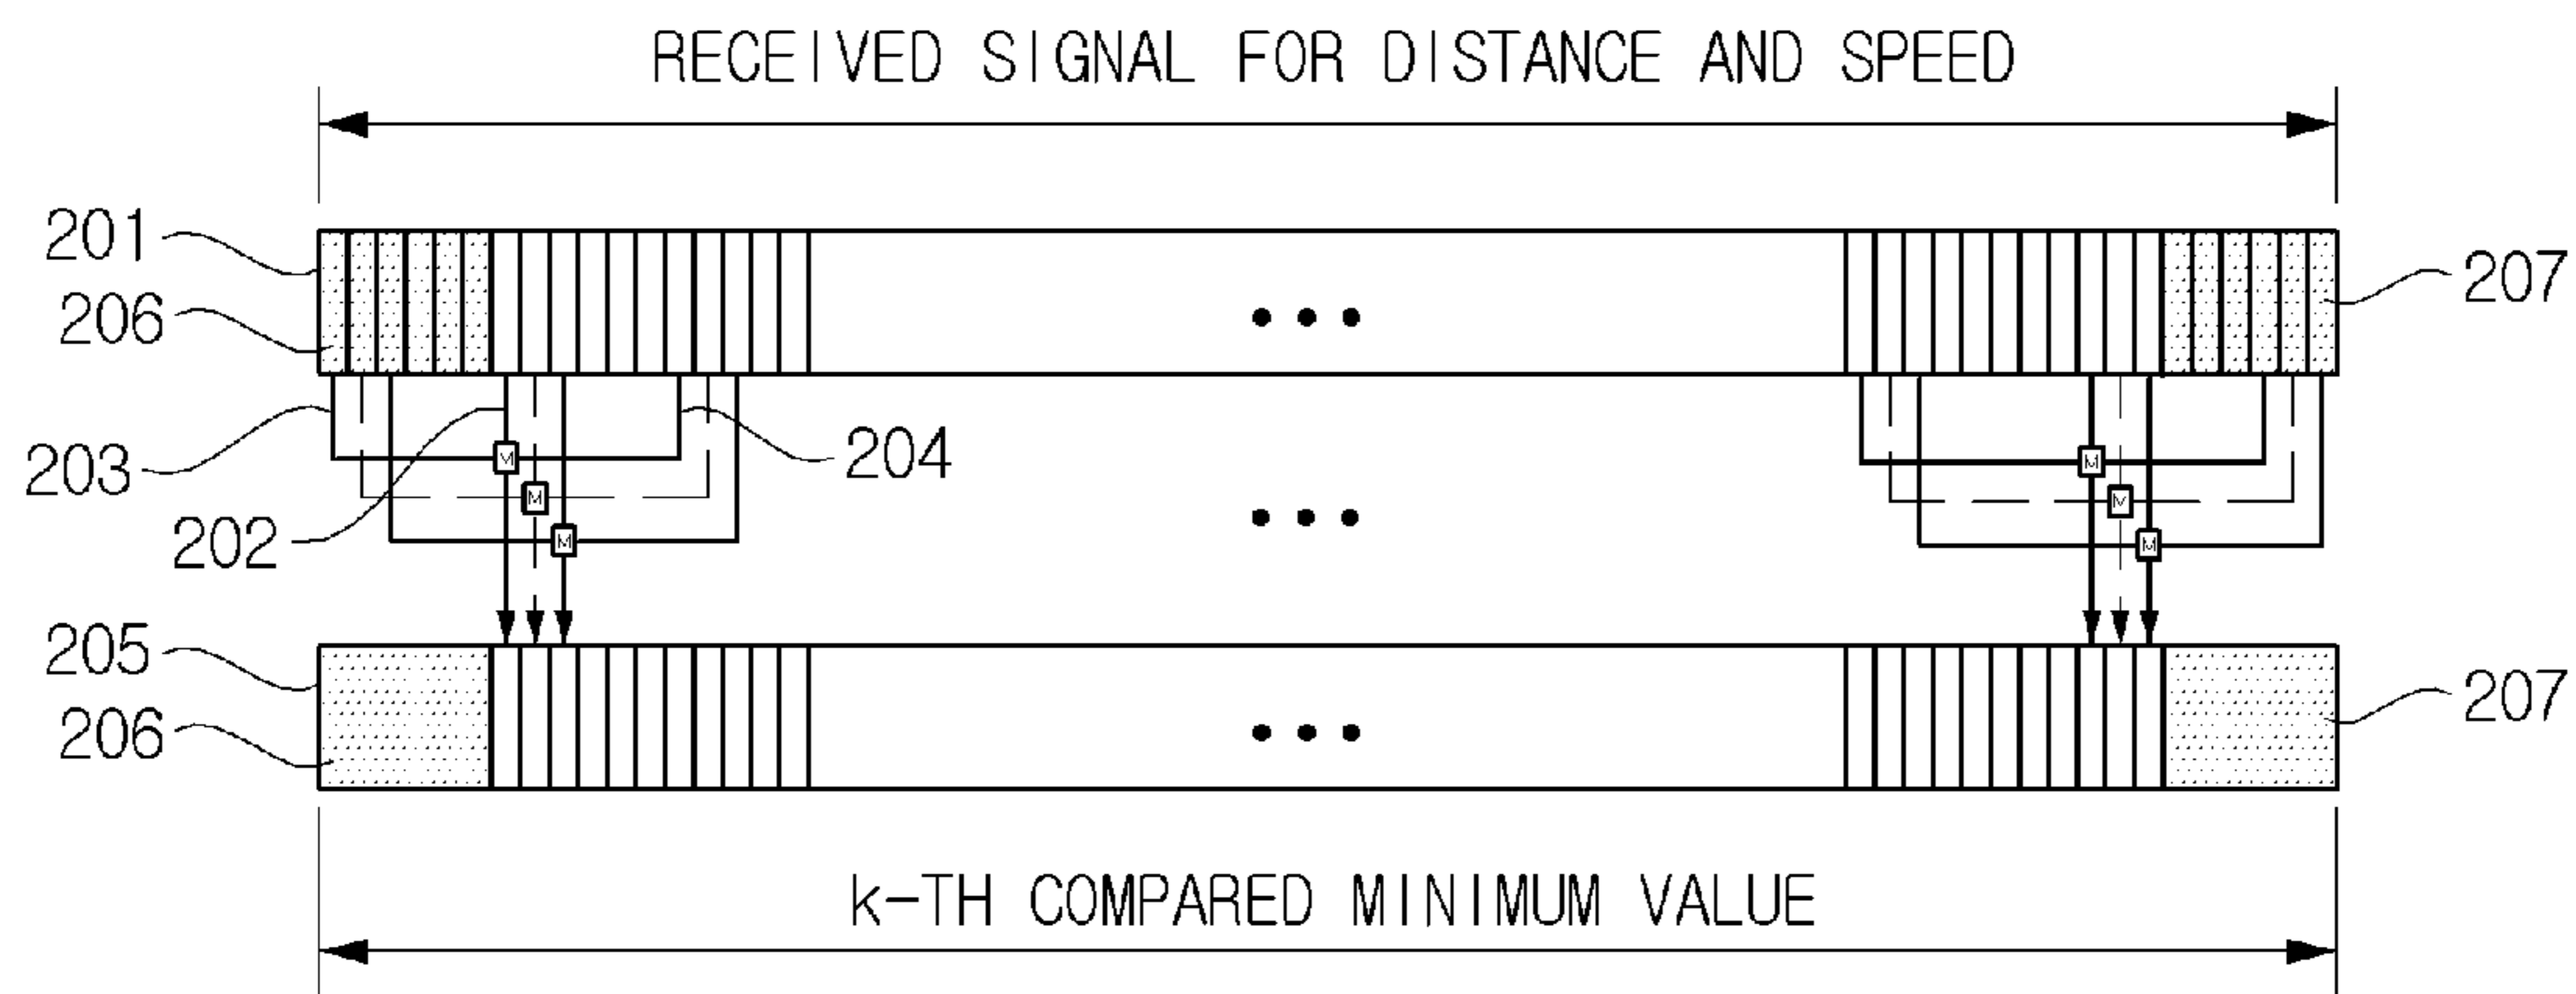 RECEIVED SIGNAL FOR DISTANCE AND SPEED
201
206
207
203
204
202
M M
M M
M M
205
206
207
k-TH COMPARED MINIMUM VALUE